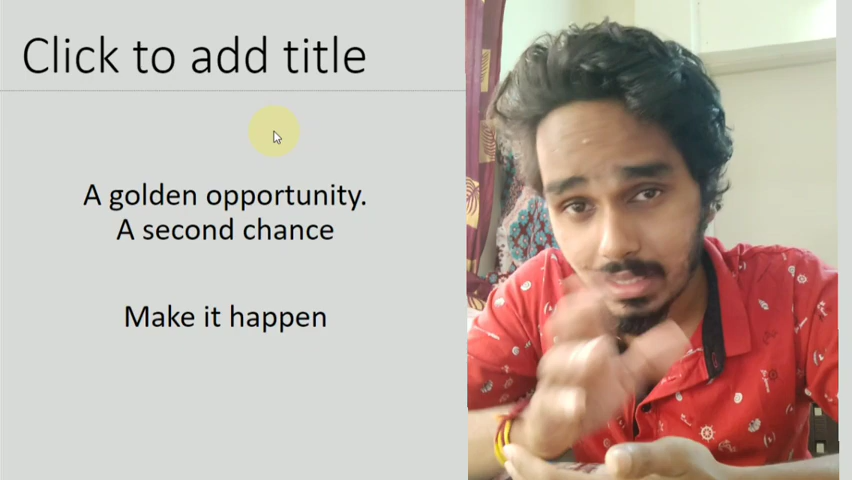 Click to add title
A golden opportunity.
A second chance
Make it happen